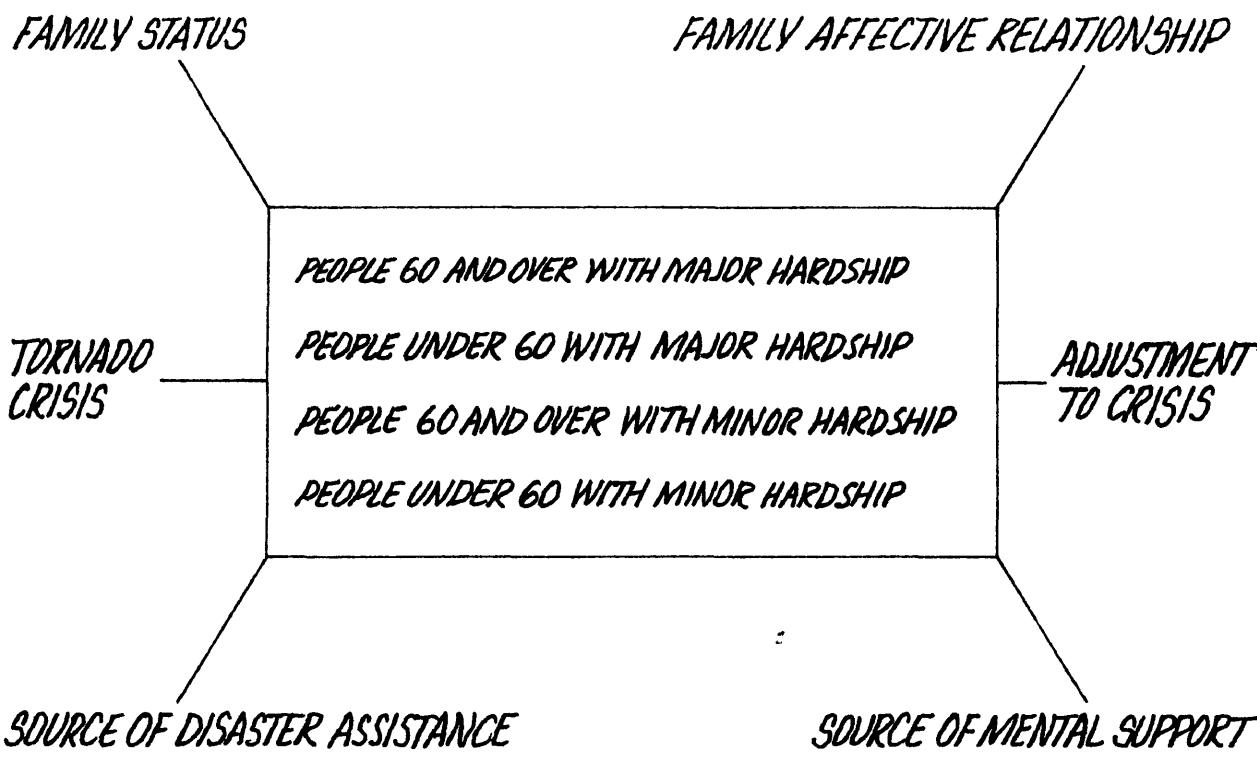 FAMILY STATUS
FAMILY AFFECTIVE RELATIONSHIP
PEOPLE 60 AND OVER WITH MAJOR HARDSHIP
PEOPLE UNDER 60 WITH MAJOR HARDSHIP
TORNADO
CRISIS
ADJUSTMENT
TO CRISIS
PEOPLE 60 AND OVER WITH MINOR HARDSHIP
PEOPLE UNDER 60 WITH MINOR HARDSHIP
SOURCE OF DISASTER ASSISTANCE
SOURCE OF MENTAL SUPPORT